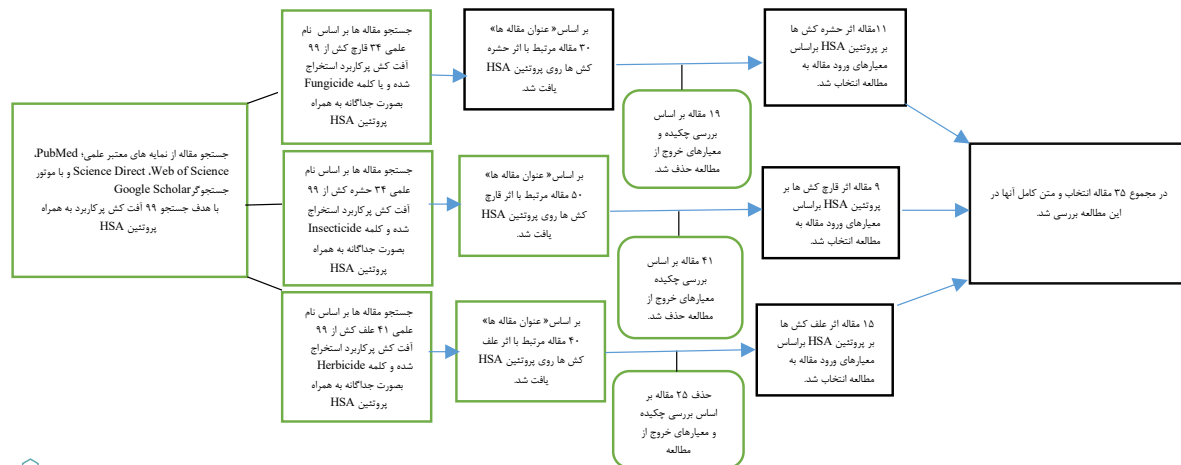 جستجو مقاله از نمایه های معتبر علمی؛ PubMed،
Science Direct ،Web of Science و با موتور
جستجوگر Google Scholar
با هدف جستجو ۹۹ آفت کش پرکاربرد به همراه
پروتئین HSA
جستجو مقاله ها بر اساس نام
علمی ۳۴ قارچ کش از ۹۹
آفت کش پرکاربرد استخراج
شده و یا کلمه Fungicide
بصورت جداگانه به همراه
پروتئین HSA
بر اساس« عنوان مقاله ها»
۳۰ مقاله مرتبط با اثر حشره
کش ها روی پروتئین HSA
یافت شد.
۱۹ مقاله بر اساس
بررسی چکیده و
معیارهای خروج از
مطالعه حذف شد.
۱۱مقاله اثر حشره کش ها
بر پروتئین HSA براساس
معیارهای ورود مقاله به
مطالعه انتخاب شد.
جستجو مقاله ها بر اساس نام
علمی ۳۴ حشره کش از ۹۹
آفت کش پرکاربرد استخراج
شده و کلمه Insecticide
بصورت جداگانه به همراه
پروتئین HSA
بر اساس« عنوان مقاله ها»
۵۰ مقاله مرتبط با اثر قارچ
کش ها روی پروتئین HSA
یافت شد.
۴۱ مقاله بر اساس
بررسی چکیده
معیارهای خروج از
مطالعه حذف شد.
۹ مقاله اثر قارچ کش ها بر
پروتئین HSA براساس
معیارهای ورود مقاله به
مطالعه انتخاب شد.
جستجو مقاله ها بر اساس نام
علمی ۴۱ علف کش از ۹۹
آفت کش پرکاربرد استخراج
شده و کلمه Herbicide
بصورت جداگانه به همراه
پروتئین HSA
بر اساس« عنوان مقاله ها»
۴۰ مقاله مرتبط با اثر علف
کش ها روی پروتئین HSA
یافت شد.
حذف ۲۵ مقاله بر
اساس بررسی چکیده
و معیارهای خروج از
مطالعه
۱۵ مقاله اثر علف کش ها
بر پروتئین HSA براساس
معیارهای ورود مقاله به
مطالعه انتخاب شد.
در مجموع ۳۵ مقاله انتخاب و متن کامل آنها در
این مطالعه بررسی شد.